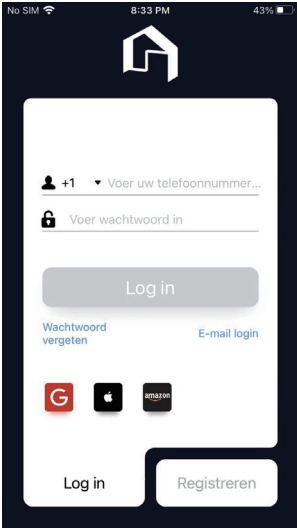 No SIM 8:33 PM 43%
+1 Voer uw telefoonnummer...
Voer wachtwoord in
Log in
Wachtwoord
vergeten
E-mail login
G
amazon
Log in Registreren